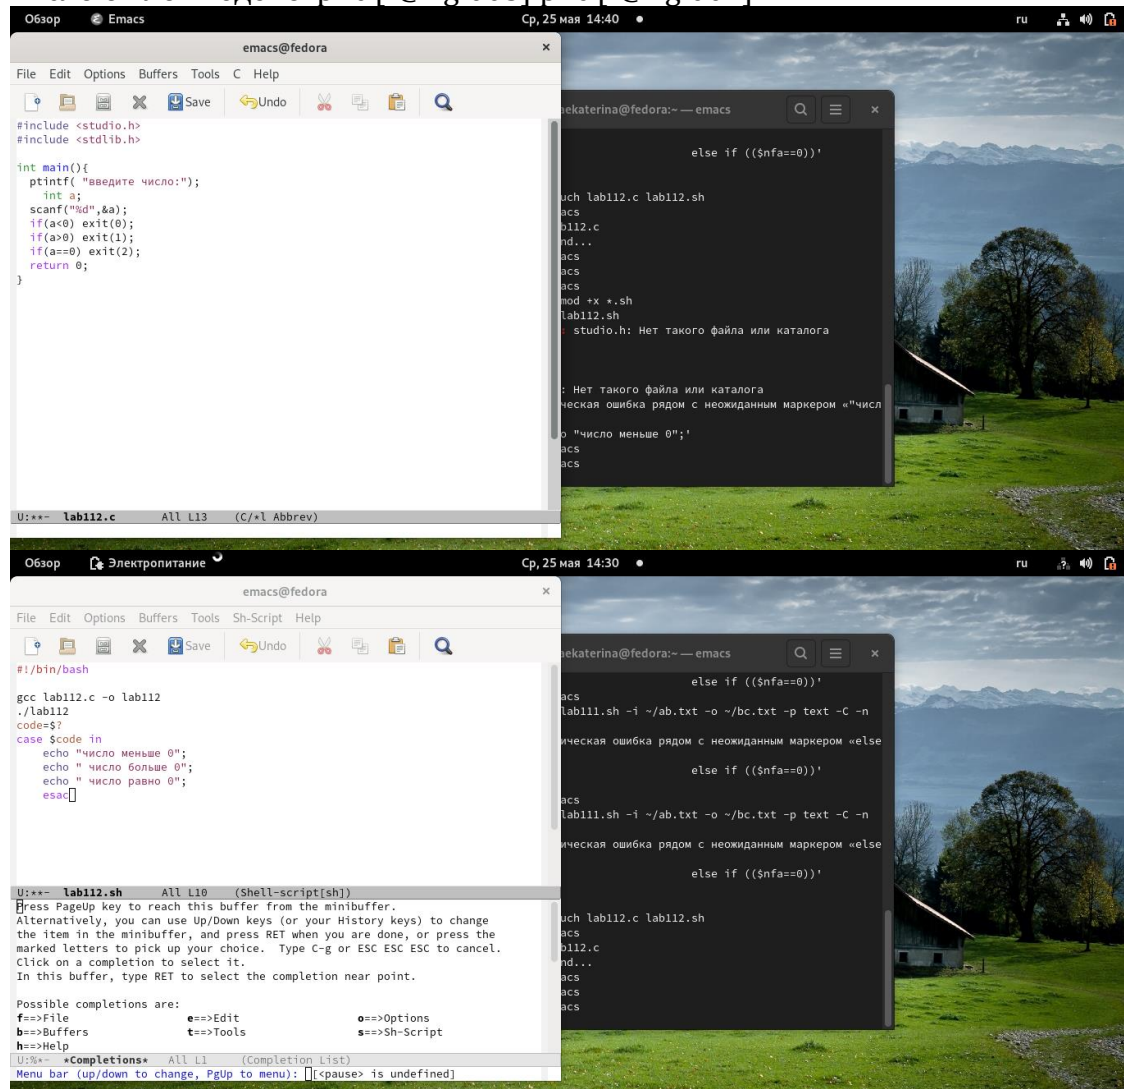 Обзор Emacs Ср, 25 мая 14:40 ru
emacs@fedora
File Edit Options Buffers Tools C Help
Save Undo
#include <studio.h>
#include <stdlib.h>
int main(){
ptintf( "введите число:");
int a;
scanf("%d",&a);
if(a<0) exit(0);
if(a>0) exit(1);
if(a==0) exit(2);
return 0;
}
U:**- lab112.c All L13 (C/*l Abbrev)
aekaterina@fedora:~ — emacs
else if (($nfa==0))'
uch lab112.c lab112.sh
acs
b112.c
nd...
acs
acs
acs
mod +x *.sh
lab112.sh
: studio.h: Нет такого файла или каталога
: Нет такого файла или каталога
ческая ошибка рядом с неожиданным маркером «"числ
о "число меньше 0";'
acs
acs
Обзор Электропитание Ср, 25 мая 14:30 ru
emacs@fedora
File Edit Options Buffers Tools Sh-Script Help
Save Undo
#!/bin/bash
gcc lab112.c -o lab112
./lab112
code=$?
case $code in
echo "число меньше 0";
echo " число больше 0";
echo " число равно 0";
esac
U:**- lab112.sh All L10 (Shell-script[sh])
Press PageUp key to reach this buffer from the minibuffer.
Alternatively, you can use Up/Down keys (or your History keys) to change
the item in the minibuffer, and press RET when you are done, or press the
marked letters to pick up your choice. Type C-g or ESC ESC ESC to cancel.
Click on a completion to select it.
In this buffer, type RET to select the completion near point.
Possible completions are:
f==>File e==>Edit o==>Options
b==>Buffers t==>Tools s==>Sh-Script
h==>Help
U:%*- *Completions* All L1 (Completion List)
Menu bar (up/down to change, PgUp to menu): [<pause> is undefined]
aekaterina@fedora:~ — emacs
else if (($nfa==0))'
acs
lab111.sh -i ~/ab.txt -o ~/bc.txt -p text -C -n
ическая ошибка рядом с неожиданным маркером «else
else if (($nfa==0))'
acs
lab111.sh -i ~/ab.txt -o ~/bc.txt -p text -C -n
ическая ошибка рядом с неожиданным маркером «else
else if (($nfa==0))'
uch lab112.c lab112.sh
acs
b112.c
nd...
acs
acs
acs